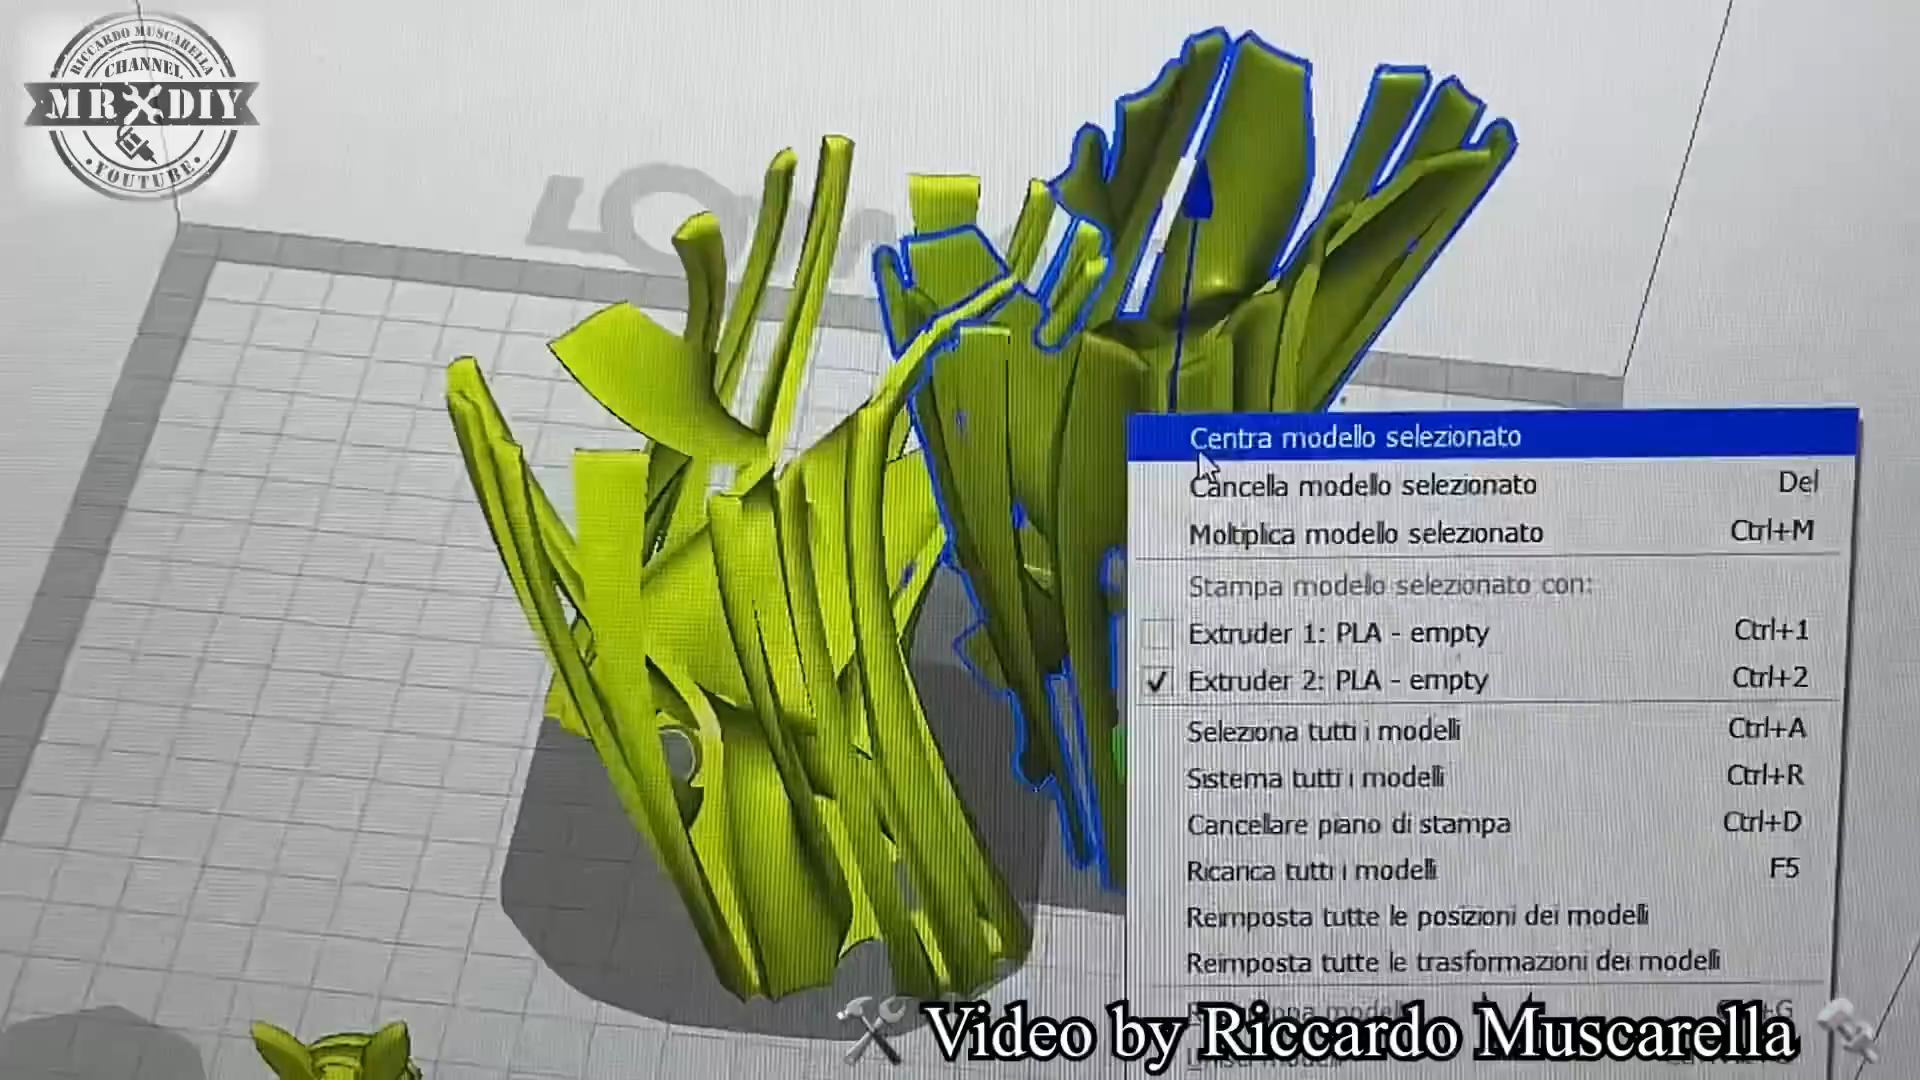 RICCARDO MUSCARELLA
CHANNEL
MR DIY
YOUTUBE
Centra modello selezionato
Cancella modello selezionato Del
Moltiplica modello selezionato Ctrl+M
Stampa modello selezionato con:
Extruder 1: PLA - empty Ctrl+1
Extruder 2: PLA - empty Ctrl+2
Seleziona tutti i modelli Ctrl+A
Sistema tutti i modelli Ctrl+R
Cancellare piano di stampa Ctrl+D
Ricarica tutti i modelli F5
Reimposta tutte le posizioni dei modelli
Reimposta tutte le trasformazioni dei modelli
Video by Riccardo Muscarella